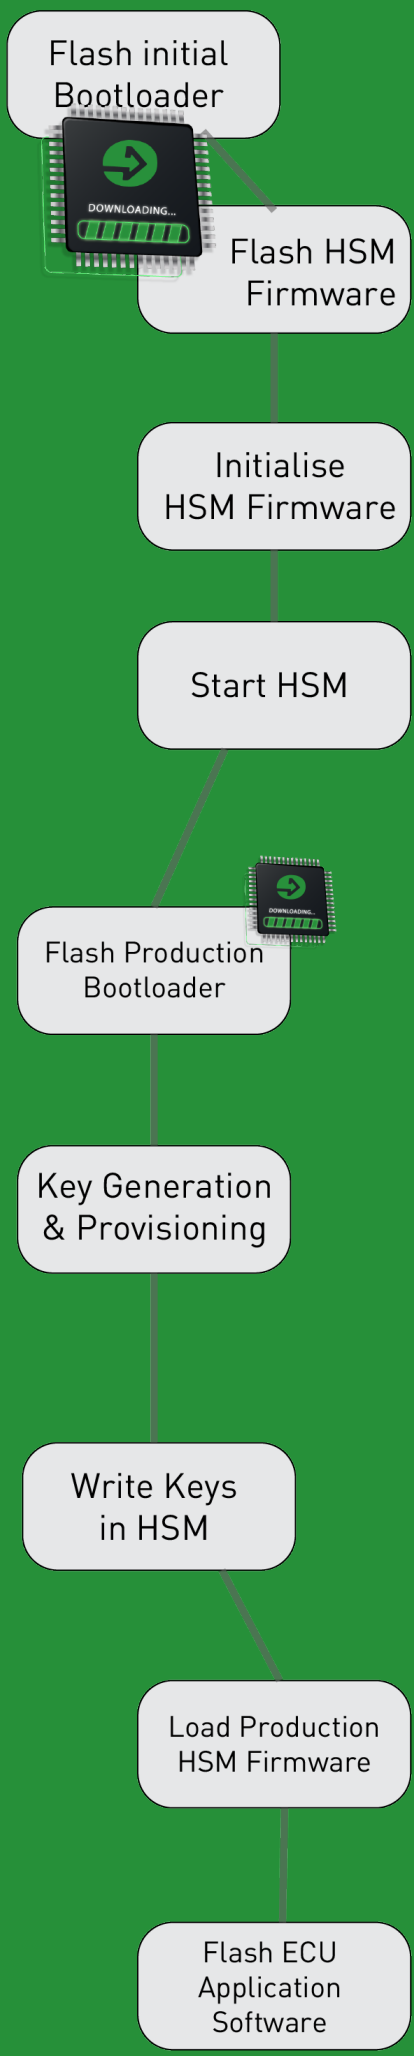 Flash initial
Bootloader
DOWNLOADING...
Flash HSM
Firmware
Initialise
HSM Firmware
Start HSM
DOWNLOADING...
Flash Production
Bootloader
Key Generation
& Provisioning
Write Keys
in HSM
Load Production
HSM Firmware
Flash ECU
Application
Software